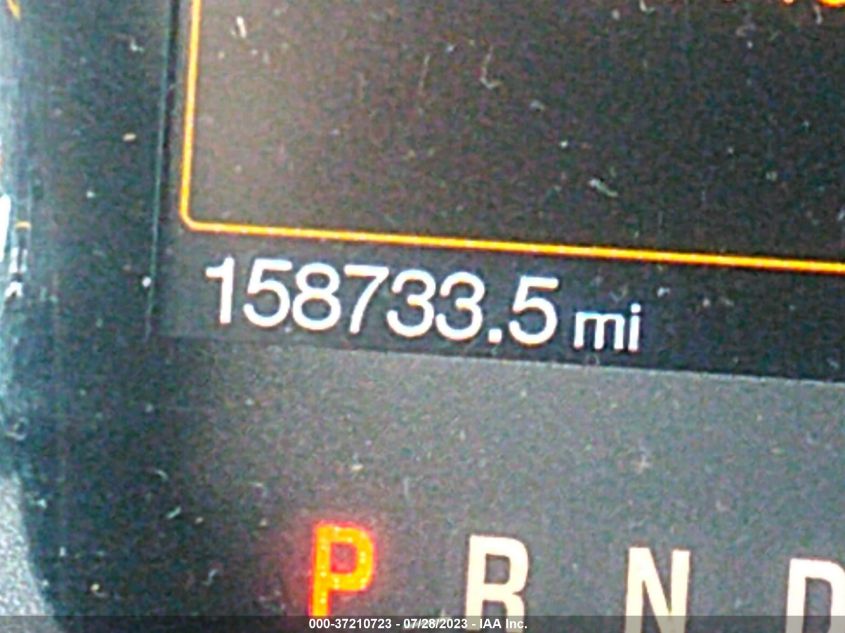 158733.5 mi
P R N D
000-37210723 - 07/28/2023 - IAA Inc.